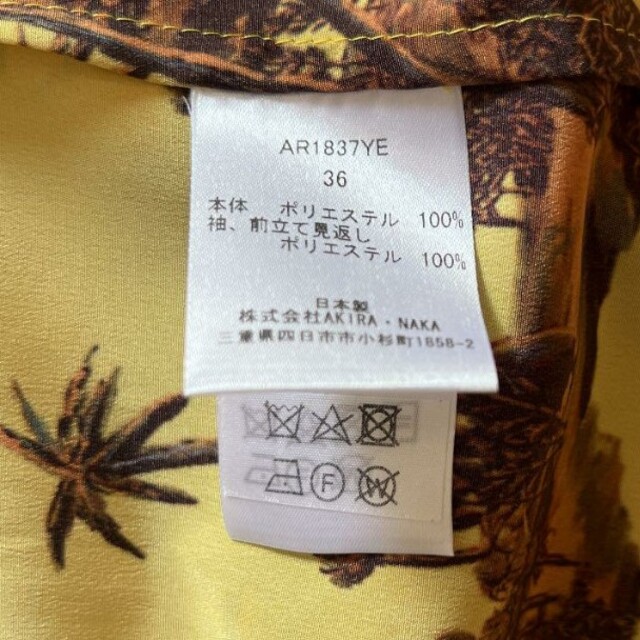 AR1837YE
36
本体 ポリエステル 100%
袖、前立て見返し
ポリエステル 100%
日本製
株式会社AKIRA・NAKA
三重県四日市市小杉町1858-2
F
W